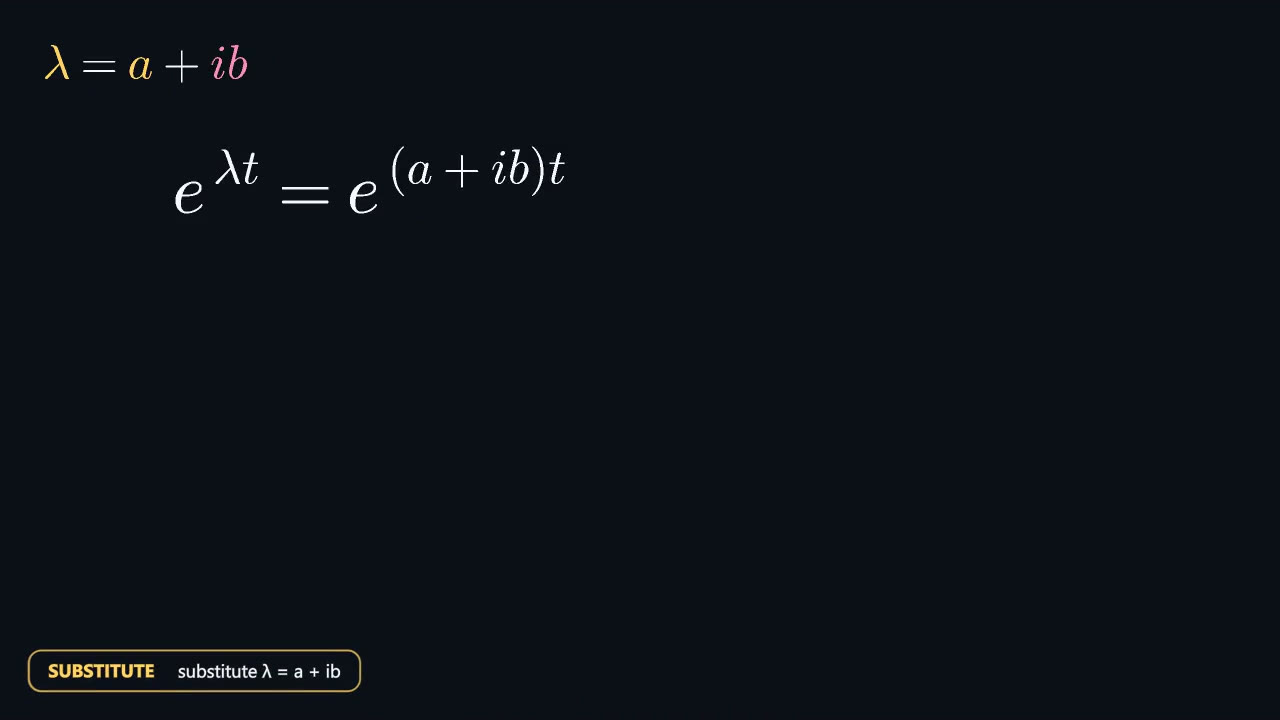 λ = a + ib
e^{λt} = e^{(a + ib)t}
SUBSTITUTE substitute λ = a + ib